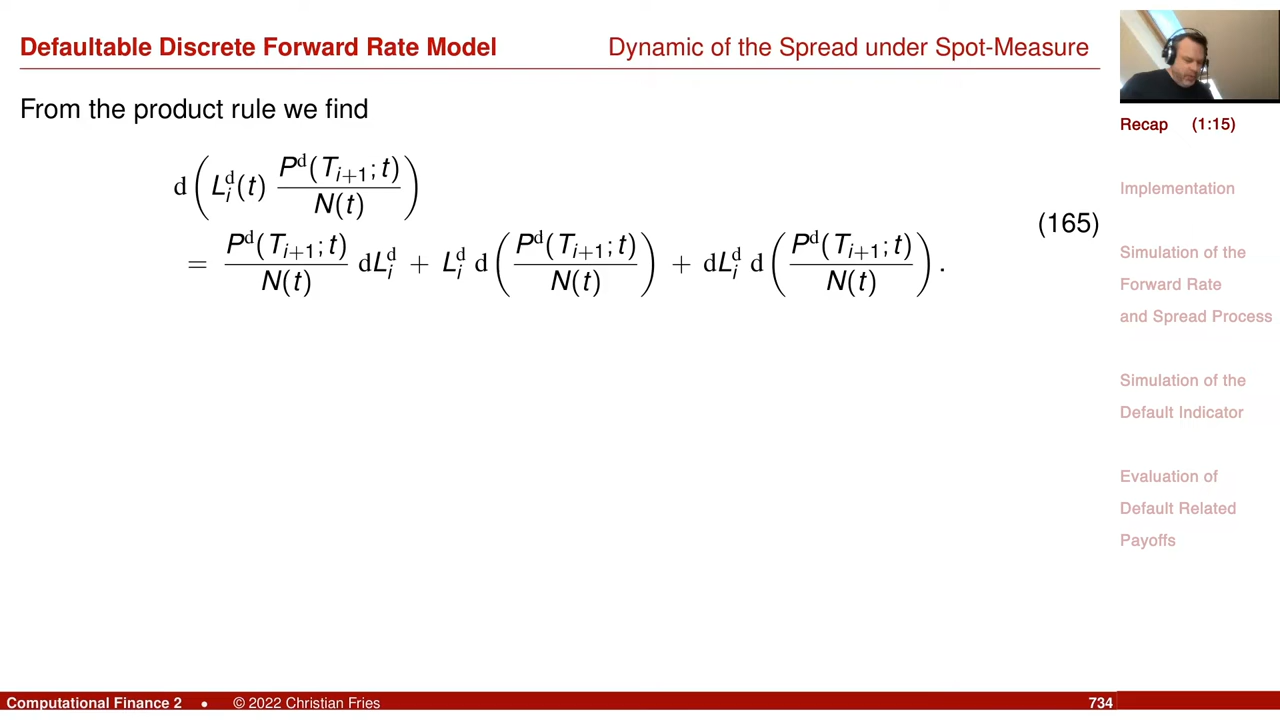 Defaultable Discrete Forward Rate Model
Dynamic of the Spread under Spot-Measure
From the product rule we find
d ( L_i^d(t) P^d(T_{i+1}; t) / N(t) )
= P^d(T_{i+1}; t) / N(t) dL_i^d + L_i^d d ( P^d(T_{i+1}; t) / N(t) ) + dL_i^d d ( P^d(T_{i+1}; t) / N(t) ) .
(165)
Recap (1:15)
Implementation
Simulation of the
Forward Rate
and Spread Process
Simulation of the
Default Indicator
Evaluation of
Default Related
Payoffs
Computational Finance 2 • © 2022 Christian Fries
734